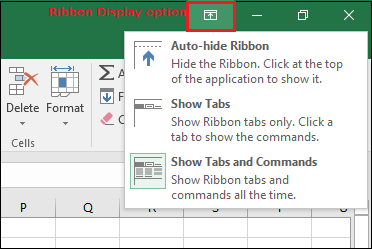 Ribbon Display option
Auto-hide Ribbon
Hide the Ribbon. Click at the top
of the application to show it.
Show Tabs
Show Ribbon tabs only. Click a
tab to show the commands.
Show Tabs and Commands
Show Ribbon tabs and
commands all the time.
Delete Format
Cells
P Q R S T